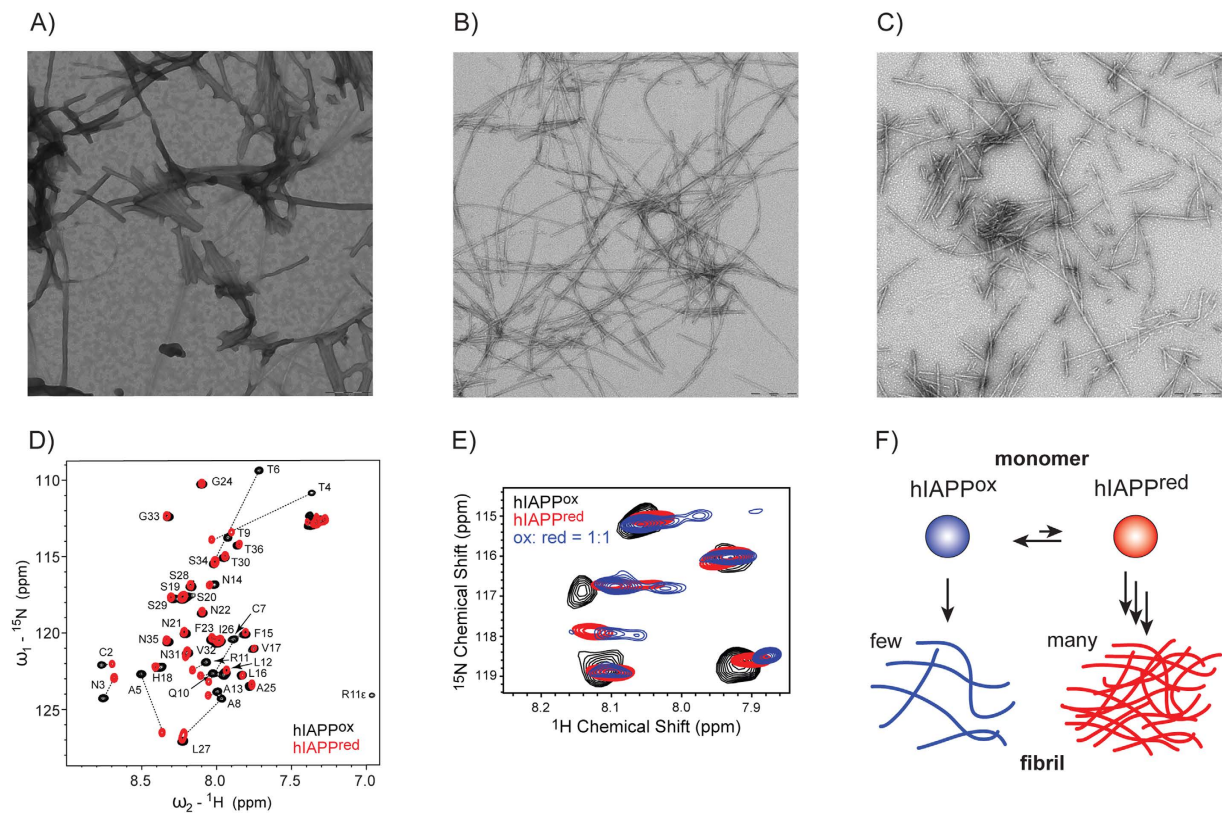 A)
B)
C)
D)
110
115
120
125
ω1 - 15N (ppm)
8.5
8.0
7.5
7.0
ω2 - 1H (ppm)
T6
T4
G24
G33
T9
T36
S34
T30
S28
S19
N14
S20
S29
C7
N22
N21
F23
I26
F15
N35
V17
N31
V32
R11
C2
L12
H18
L16
N3
Q10
A13
A25
A5
A8
R11ε
L27
hIAPPox
hIAPPred
E)
hIAPPox
hIAPPred
ox: red = 1:1
115
116
117
118
119
15N Chemical Shift (ppm)
8.2
8.1
8.0
7.9
1H Chemical Shift (ppm)
F)
monomer
hIAPPox
hIAPPred
few
many
fibril